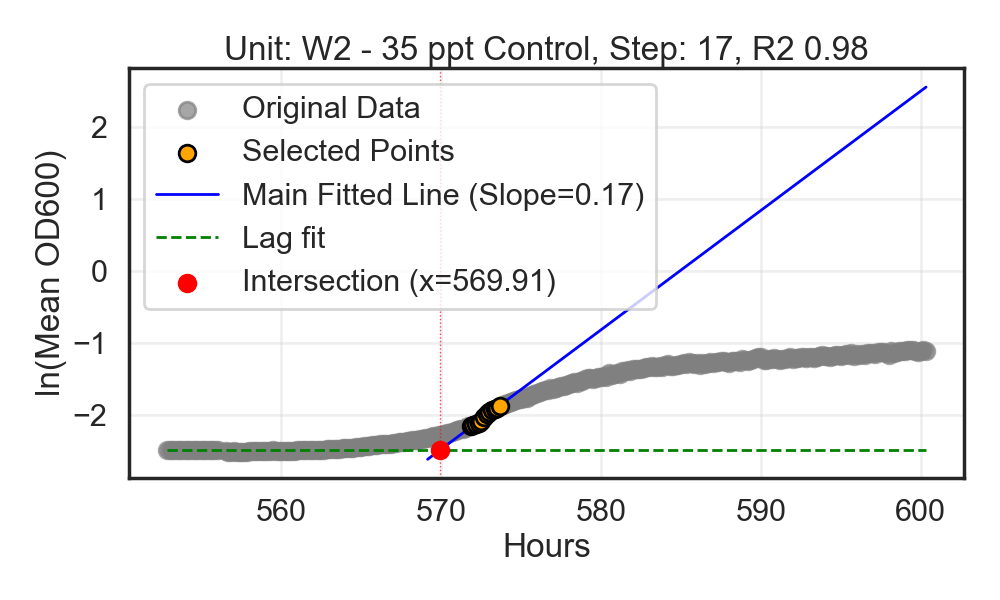 Unit: W2 - 35 ppt Control, Step: 17, R2 0.98
Original Data
Selected Points
Main Fitted Line (Slope=0.17)
Lag fit
Intersection (x=569.91)
ln(Mean OD600)
2
1
0
−1
−2
560 570 580 590 600
Hours